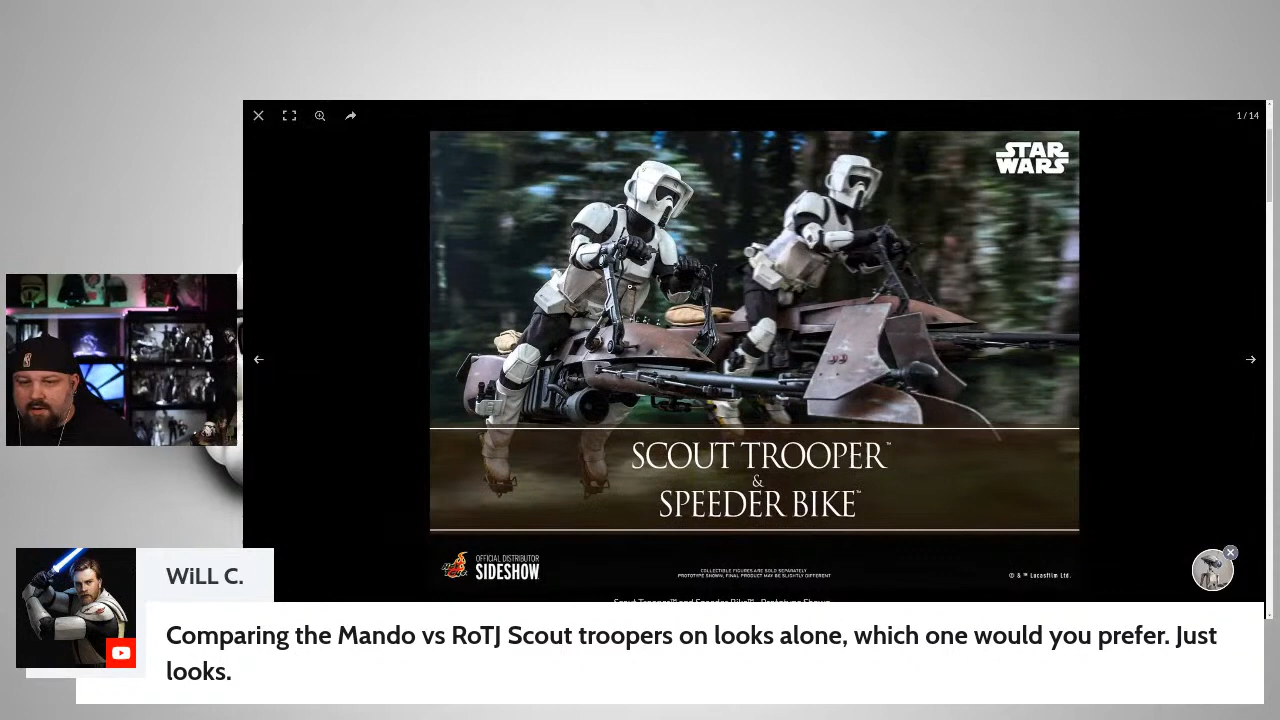 1 / 14
STAR
WARS
SCOUT TROOPER™
&
SPEEDER BIKE™
OFFICIAL DISTRIBUTOR
SIDESHOW
COLLECTIBLE FIGURES ARE SOLD SEPARATELY
PROTOTYPE SHOWN, FINAL PRODUCT MAY BE SLIGHTLY DIFFERENT
© & ™ Lucasfilm Ltd.
WiLL C.
Comparing the Mando vs RoTJ Scout troopers on looks alone, which one would you prefer. Just
looks.